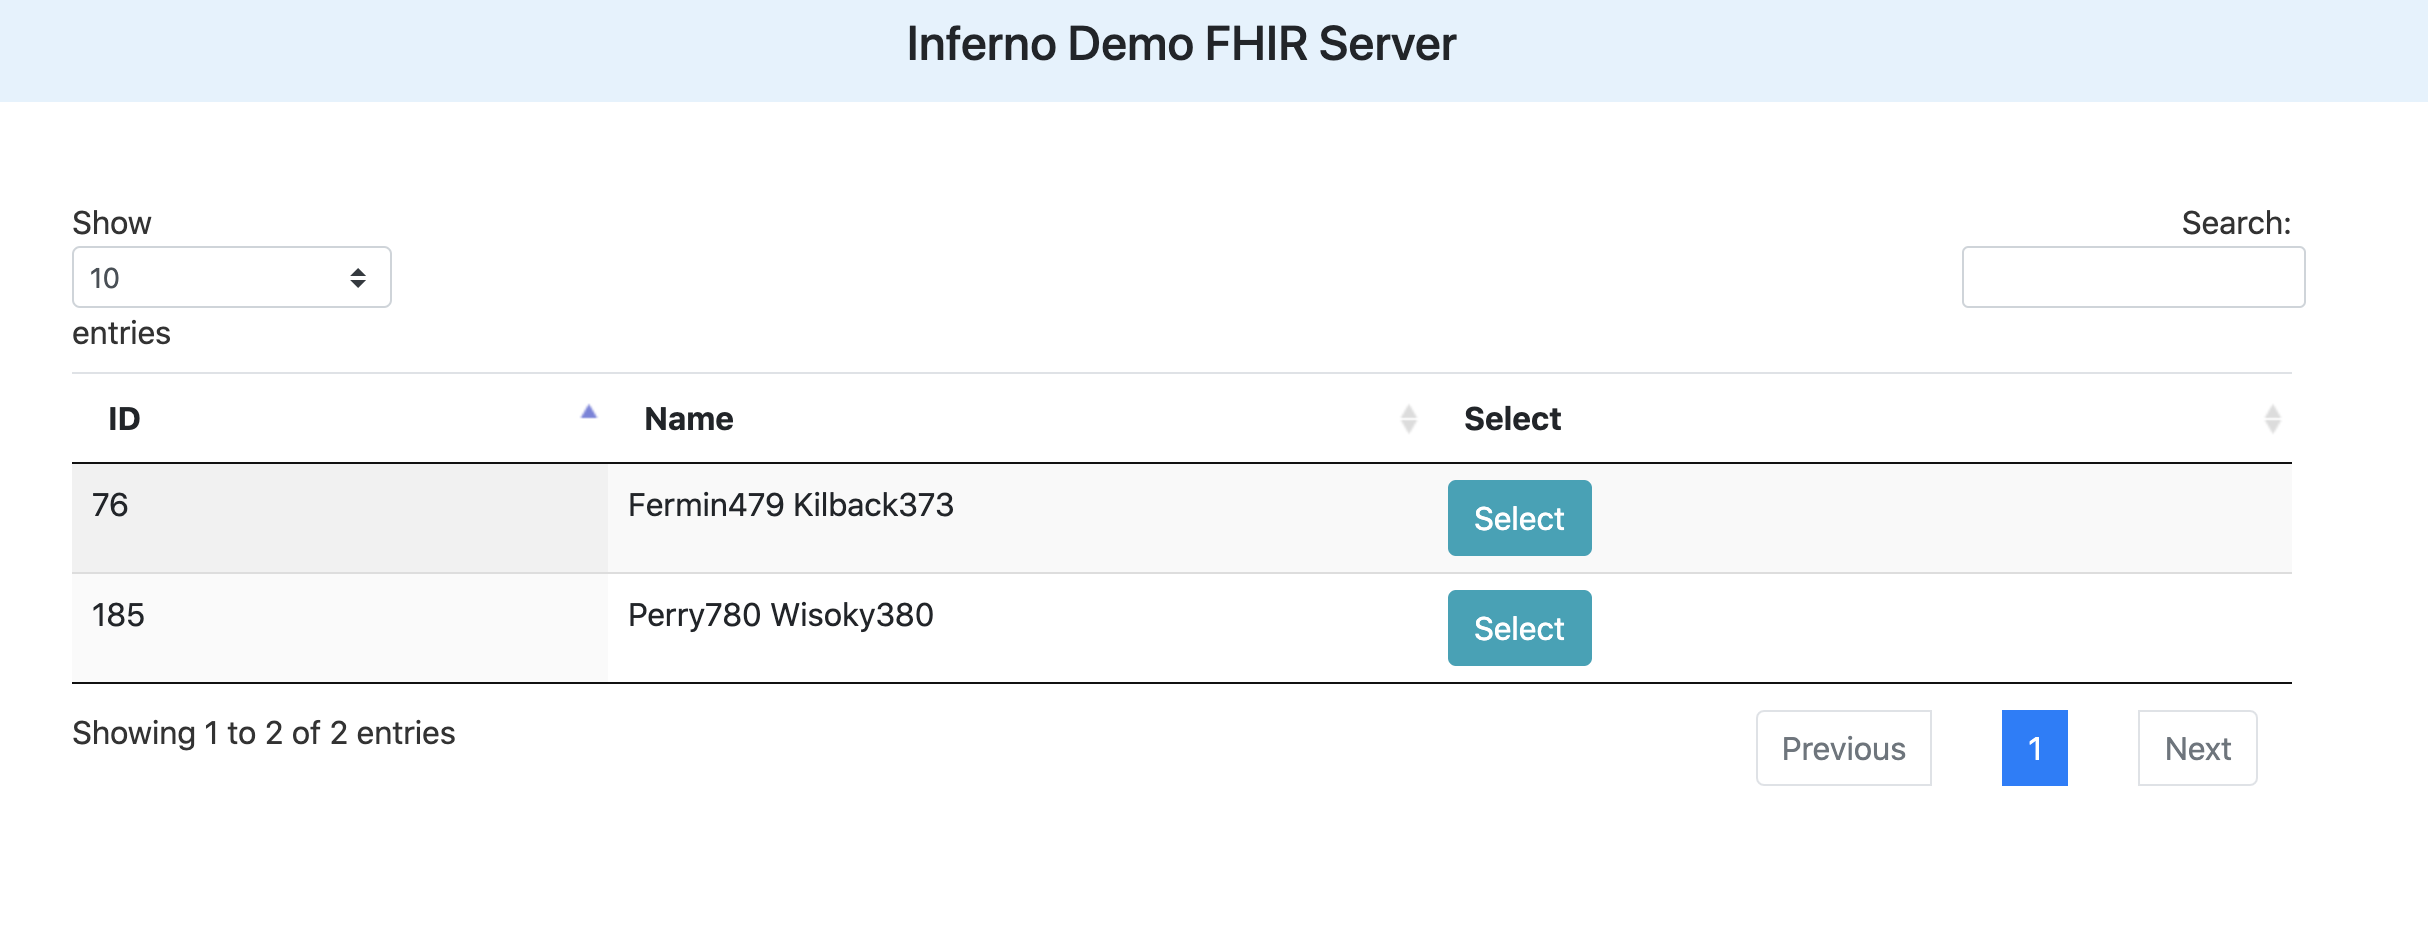 Inferno Demo FHIR Server
Show
Search:
10
entries
ID Name Select
76 Fermin479 Kilback373 Select
185 Perry780 Wisoky380 Select
Showing 1 to 2 of 2 entries
Previous 1 Next